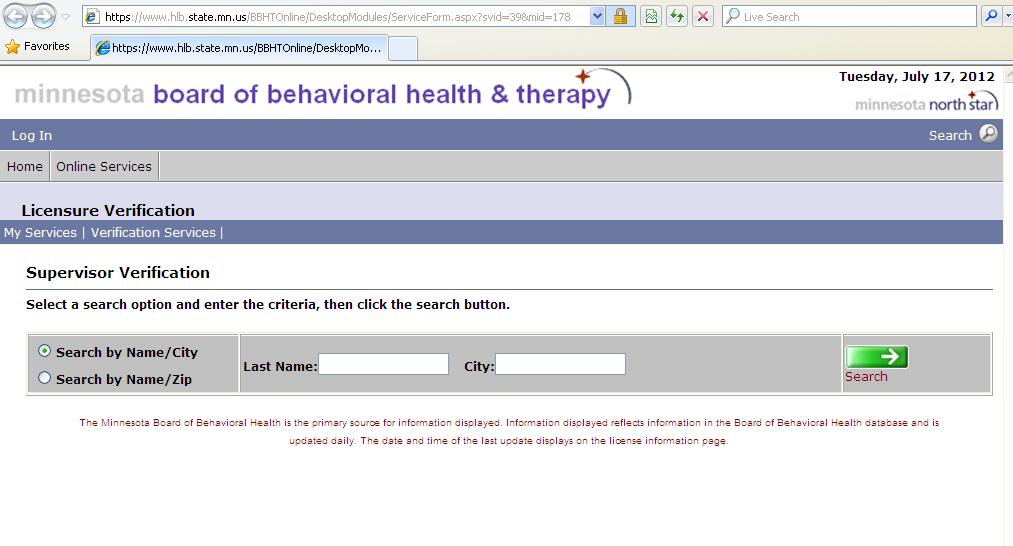 https://www.hlb.state.mn.us/BBHTOnline/DesktopModules/ServiceForm.aspx?svid=39&mid=178
Live Search
Favorites
https://www.hlb.state.mn.us/BBHTOnline/DesktopMo...
minnesota board of behavioral health & therapy
Tuesday, July 17, 2012
minnesota north star
Log In
Search
Home
Online Services
Licensure Verification
My Services | Verification Services |
Supervisor Verification
Select a search option and enter the criteria, then click the search button.
Search by Name/City
Search by Name/Zip
Last Name:
City:
Search
The Minnesota Board of Behavioral Health is the primary source for information displayed. Information displayed reflects information in the Board of Behavioral Health database and is
updated daily. The date and time of the last update displays on the license information page.